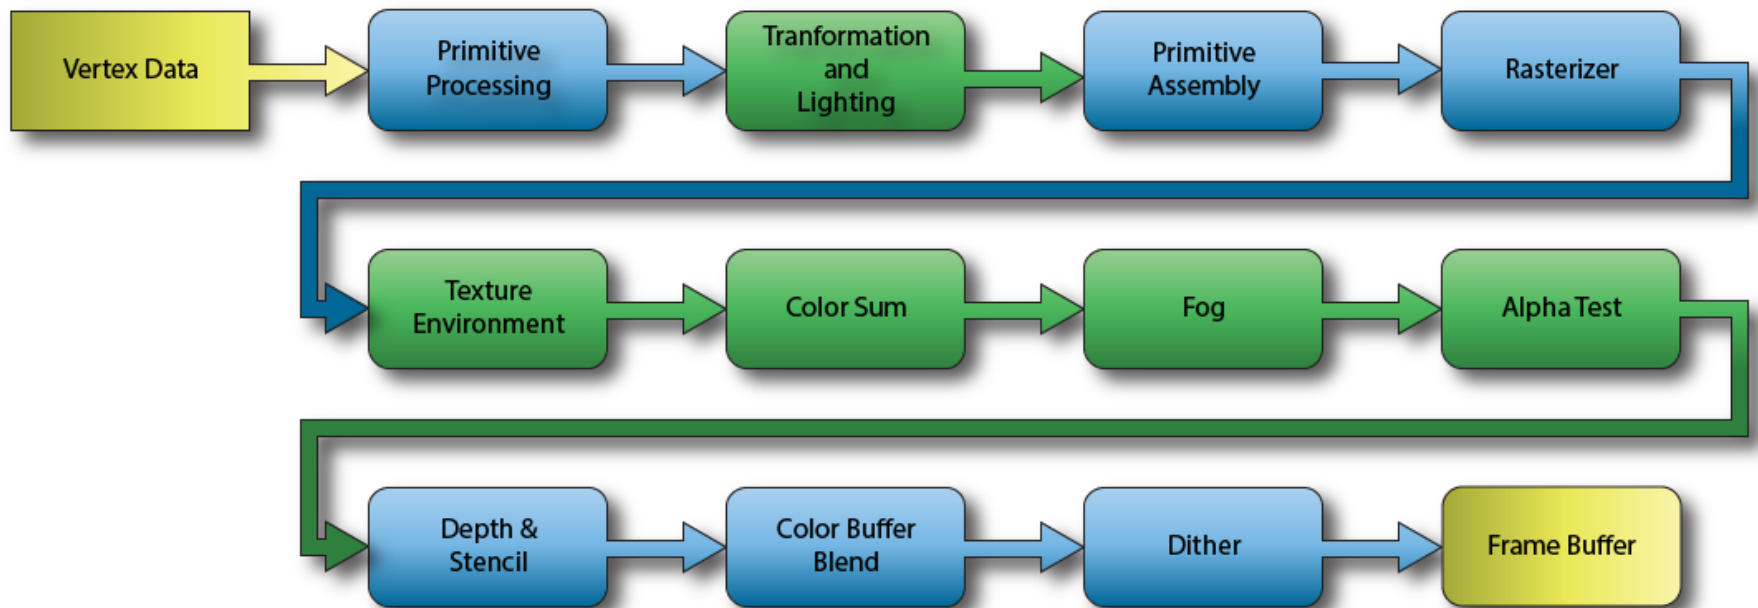 Vertex Data
Primitive
Processing
Tranformation
and
Lighting
Primitive
Assembly
Rasterizer
Texture
Environment
Color Sum
Fog
Alpha Test
Depth &
Stencil
Color Buffer
Blend
Dither
Frame Buffer